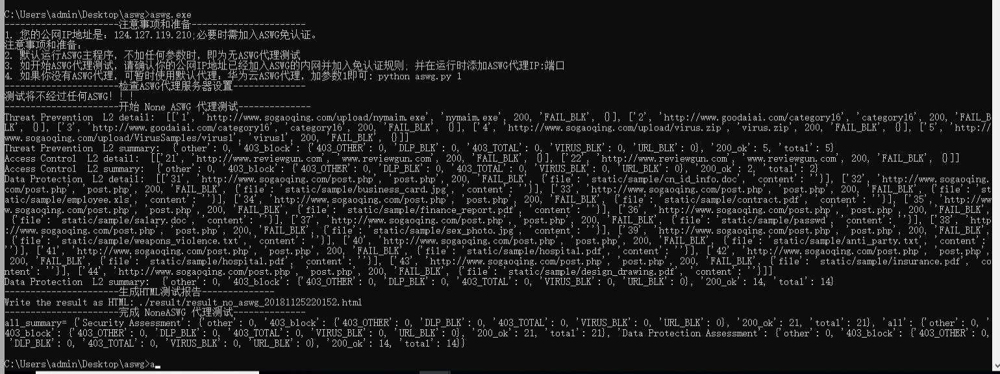 C:\Users\admin\Desktop\aswg>aswg.exe
----------------------注意事项和准备----------------------
1. 您的公网IP地址是：124.127.119.210;必要时需加入ASWG免认证。
注意事项和准备：
2. 默认运行ASWG主程序，不加任何参数时，即为无ASWG代理测试
3. 如开始ASWG代理测试，请确认你的公网IP地址已经加入ASWG的内网并加入免认证规则；并在运行时添加ASWG代理IP:端口
4. 如果你没有ASWG代理，可暂时使用默认代理：华为云ASWG代理，加参数1即可: python aswg.py 1
----------------------检查ASWG代理服务器设置--------------
测试将不经过任何ASWG！！！
----------------------开始 None ASWG 代理测试--------------
Threat Prevention  L2 detail:  [['1', 'http://www.sogaoqing.com/upload/nymaim.exe', 'nymaim.exe', 200, 'FAIL_BLK', {}], ['2', 'http://www.goodaiai.com/category16', 'category16', 200, 'FAIL_B
LK', {}], ['3', 'http://www.sogaoqing.com/category16', 'category16', 200, 'FAIL_BLK', {}], ['4', 'http://www.sogaoqing.com/upload/virus.zip', 'virus.zip', 200, 'FAIL_BLK', {}], ['5', 'http://
www.sogaoqing.com/upload/VirusSamples/virus1', 'virus1', 200, 'FAIL_BLK', {}]]
Threat Prevention  L2 summary:  {'other': 0, '403_block': {'403_OTHER': 0, 'DLP_BLK': 0, '403_TOTAL': 0, 'VIRUS_BLK': 0, 'URL_BLK': 0}, '200_ok': 5, 'total': 5}
Access Control  L2 detail:  [['21', 'http://www.reviewgun.com', 'www.reviewgun.com', 200, 'FAIL_BLK', {}], ['22', 'http://www.reviewgun.com', 'www.reviewgun.com', 200, 'FAIL_BLK', {}]]
Access Control  L2 summary:  {'other': 0, '403_block': {'403_OTHER': 0, 'DLP_BLK': 0, '403_TOTAL': 0, 'VIRUS_BLK': 0, 'URL_BLK': 0}, '200_ok': 2, 'total': 2}
Data Protection  L2 detail:  [['31', 'http://www.sogaoqing.com/post.php', 'post.php', 200, 'FAIL_BLK', {'file': 'static/sample/cn_id_info.doc', 'content': ''}], ['32', 'http://www.sogaoqing.
com/post.php', 'post.php', 200, 'FAIL_BLK', {'file': 'static/sample/business_card.jpg', 'content': ''}], ['33', 'http://www.sogaoqing.com/post.php', 'post.php', 200, 'FAIL_BLK', {'file': 'st
atic/sample/employee.xls', 'content': ''}], ['34', 'http://www.sogaoqing.com/post.php', 'post.php', 200, 'FAIL_BLK', {'file': 'static/sample/contract.pdf', 'content': ''}], ['35', 'http://ww
w.sogaoqing.com/post.php', 'post.php', 200, 'FAIL_BLK', {'file': 'static/sample/finance_report.pdf', 'content': ''}], ['36', 'http://www.sogaoqing.com/post.php', 'post.php', 200, 'FAIL_BLK',
 {'file': 'static/sample/salary.doc', 'content': ''}], ['37', 'http://www.sogaoqing.com/post.php', 'post.php', 200, 'FAIL_BLK', {'file': 'static/sample/passwd', 'content': ''}], ['38', 'http
://www.sogaoqing.com/post.php', 'post.php', 200, 'FAIL_BLK', {'file': 'static/sample/sex_photo.jpg', 'content': ''}], ['39', 'http://www.sogaoqing.com/post.php', 'post.php', 200, 'FAIL_BLK',
 {'file': 'static/sample/weapons_violence.txt', 'content': ''}], ['40', 'http://www.sogaoqing.com/post.php', 'post.php', 200, 'FAIL_BLK', {'file': 'static/sample/anti_party.txt', 'content':
''}], ['41', 'http://www.sogaoqing.com/post.php', 'post.php', 200, 'FAIL_BLK', {'file': 'static/sample/hospital.pdf', 'content': ''}], ['42', 'http://www.sogaoqing.com/post.php', 'post.php',
 200, 'FAIL_BLK', {'file': 'static/sample/hospital.pdf', 'content': ''}], ['43', 'http://www.sogaoqing.com/post.php', 'post.php', 200, 'FAIL_BLK', {'file': 'static/sample/insurance.pdf', 'co
ntent': ''}], ['44', 'http://www.sogaoqing.com/post.php', 'post.php', 200, 'FAIL_BLK', {'file': 'static/sample/design_drawing.pdf', 'content': ''}]]
Data Protection  L2 summary:  {'other': 0, '403_block': {'403_OTHER': 0, 'DLP_BLK': 0, '403_TOTAL': 0, 'VIRUS_BLK': 0, 'URL_BLK': 0}, '200_ok': 14, 'total': 14}
----------------------生成HTML测试报告--------------
Write the result as HTML: ./result/result_no_aswg_20181125220152.html
----------------------完成 NoneASWG 代理测试--------------
all_summary= {'Security Assessment': {'other': 0, '403_block': {'403_OTHER': 0, 'DLP_BLK': 0, '403_TOTAL': 0, 'VIRUS_BLK': 0, 'URL_BLK': 0}, '200_ok': 21, 'total': 21}, 'all': {'other': 0, '
403_block': {'403_OTHER': 0, 'DLP_BLK': 0, '403_TOTAL': 0, 'VIRUS_BLK': 0, 'URL_BLK': 0}, '200_ok': 21, 'total': 21}, 'Data Protection Assessment': {'other': 0, '403_block': {'403_OTHER': 0,
 'DLP_BLK': 0, '403_TOTAL': 0, 'VIRUS_BLK': 0, 'URL_BLK': 0}, '200_ok': 14, 'total': 14}}
C:\Users\admin\Desktop\aswg>a